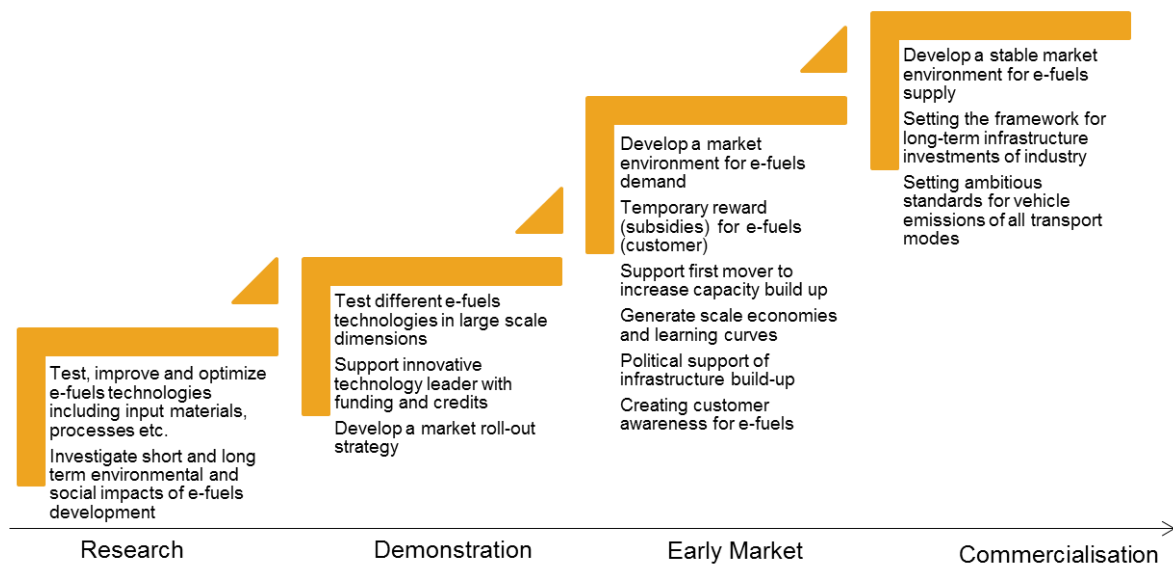 Test, improve and optimize
e-fuels technologies
including input materials,
processes etc.
Investigate short and long
term environmental and
social impacts of e-fuels
development
Test different e-fuels
technologies in large scale
dimensions
Support innovative
technology leader with
funding and credits
Develop a market roll-out
strategy
Develop a market
environment for e-fuels
demand
Temporary reward
(subsidies) for e-fuels
(customer)
Support first mover to
increase capacity build up
Generate scale economies
and learning curves
Political support of
infrastructure build-up
Creating customer
awareness for e-fuels
Develop a stable market
environment for e-fuels
supply
Setting the framework for
long-term infrastructure
investments of industry
Setting ambitious
standards for vehicle
emissions of all transport
modes
Research
Demonstration
Early Market
Commercialisation